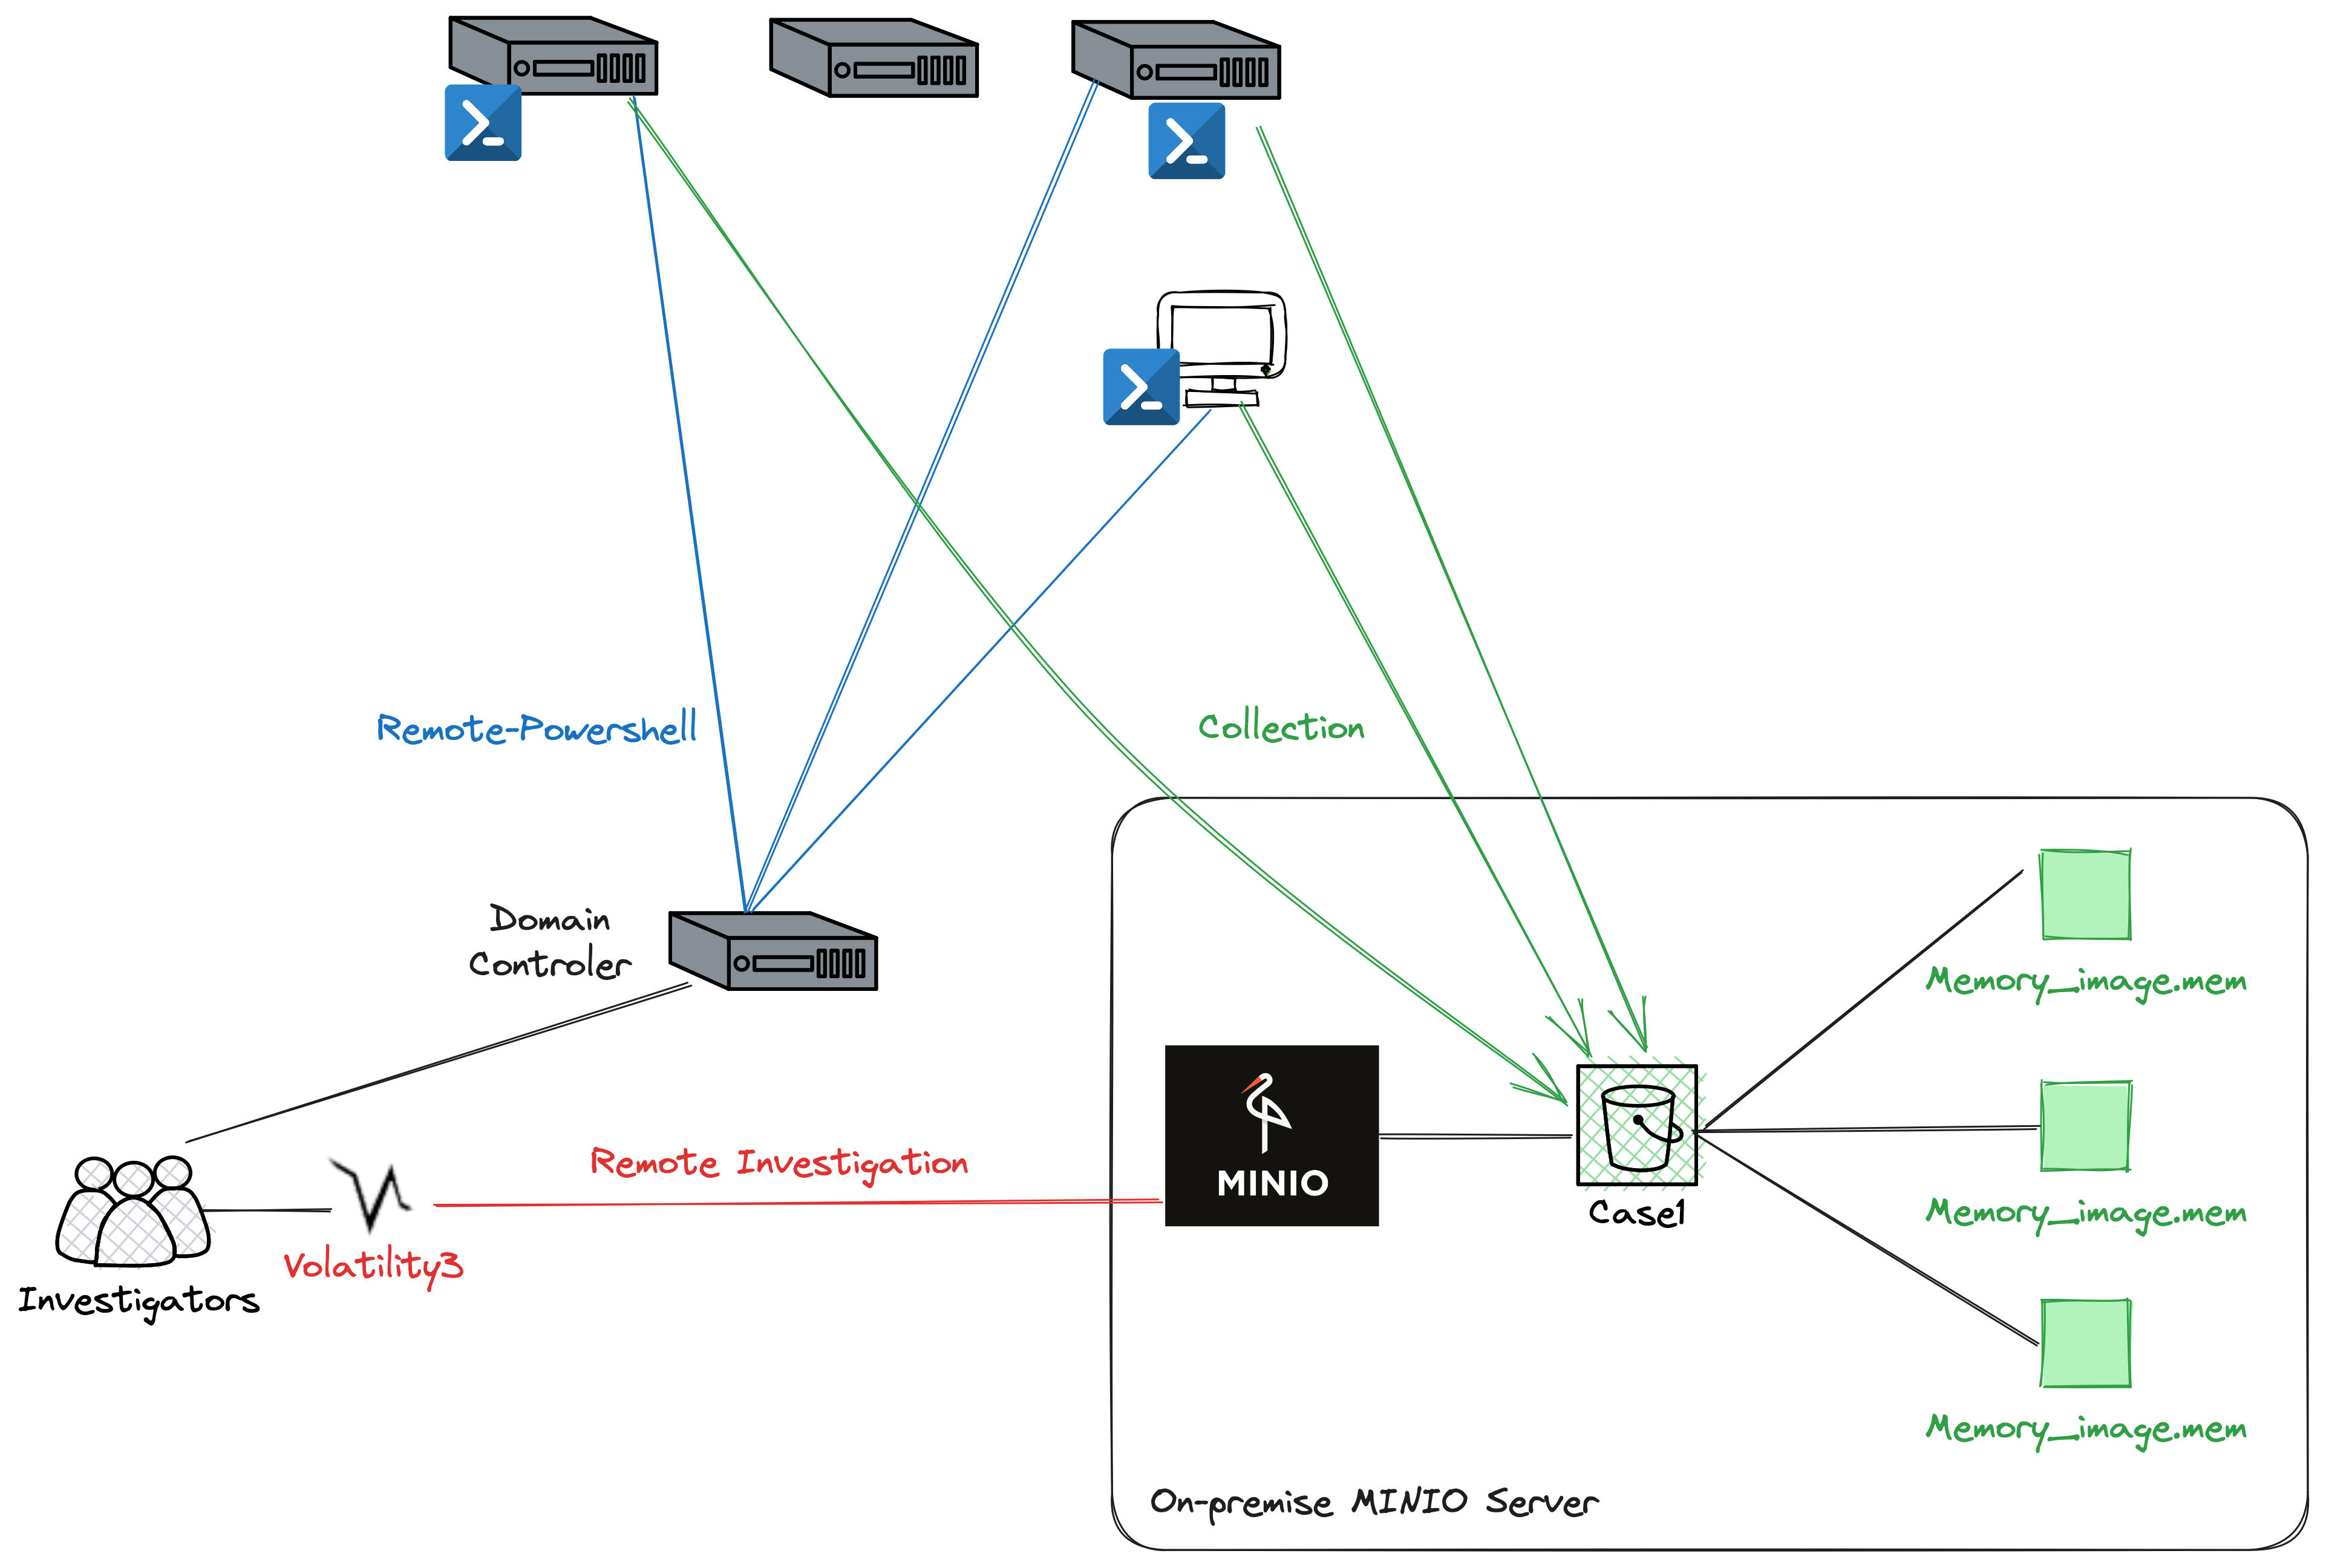 Remote-Powershell
Collection
Domain
Controler
Memory_image.mem
Remote Investigation
MINIO
Case1
Memory_image.mem
Volatility3
Investigators
Memory_image.mem
On-premise MINIO Server